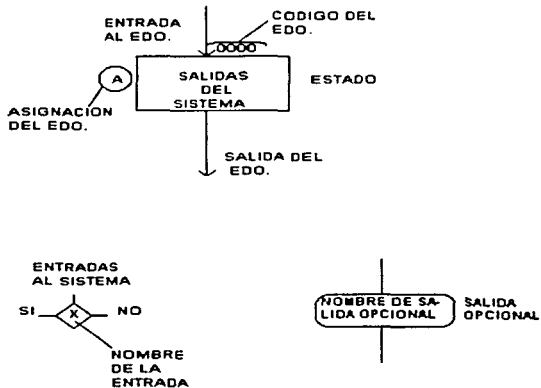 ENTRADA
AL EDO.
CODIGO DEL
EDO.
0000
A
SALIDAS
DEL
SISTEMA
ESTADO
ASIGNACION
DEL EDO.
SALIDA DEL
EDO.
ENTRADAS
AL SISTEMA
SI
X
NO
NOMBRE
DE LA
ENTRADA
NOMBRE DE SA-
LIDA OPCIONAL
SALIDA
OPCIONAL